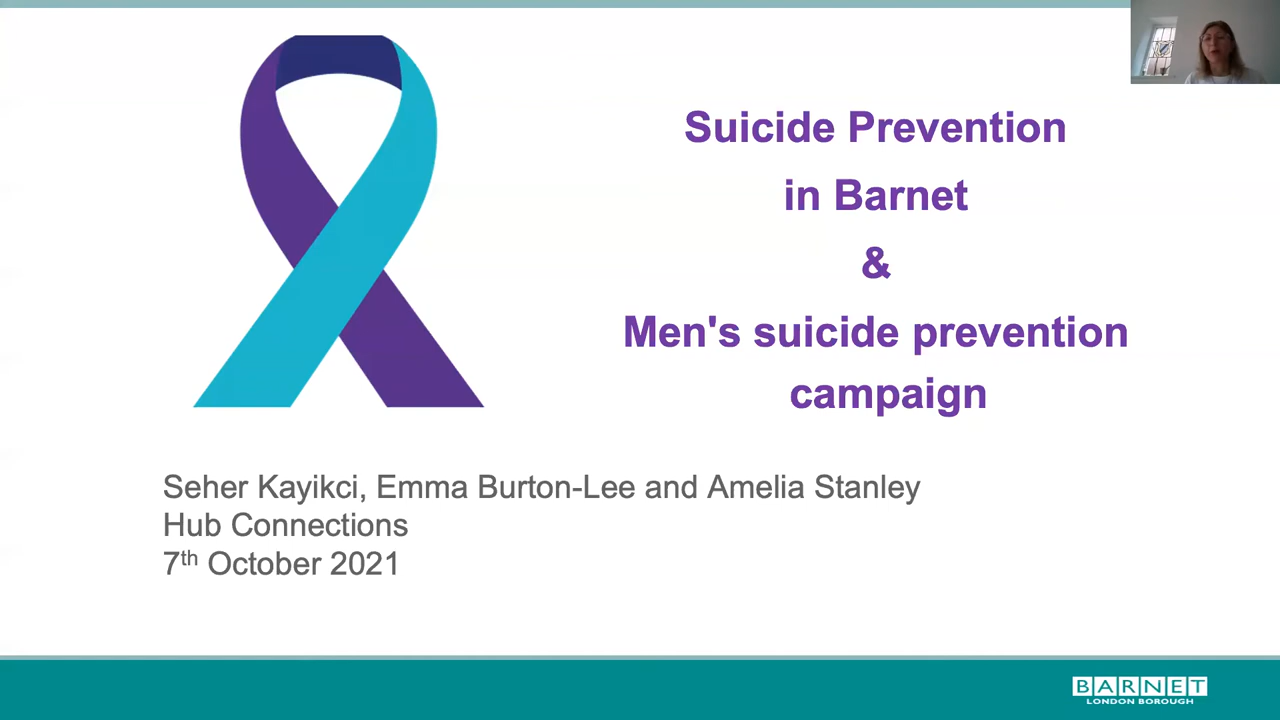 Suicide Prevention
in Barnet
&
Men's suicide prevention
campaign
Seher Kayikci, Emma Burton-Lee and Amelia Stanley
Hub Connections
7th October 2021
BARNET
LONDON BOROUGH